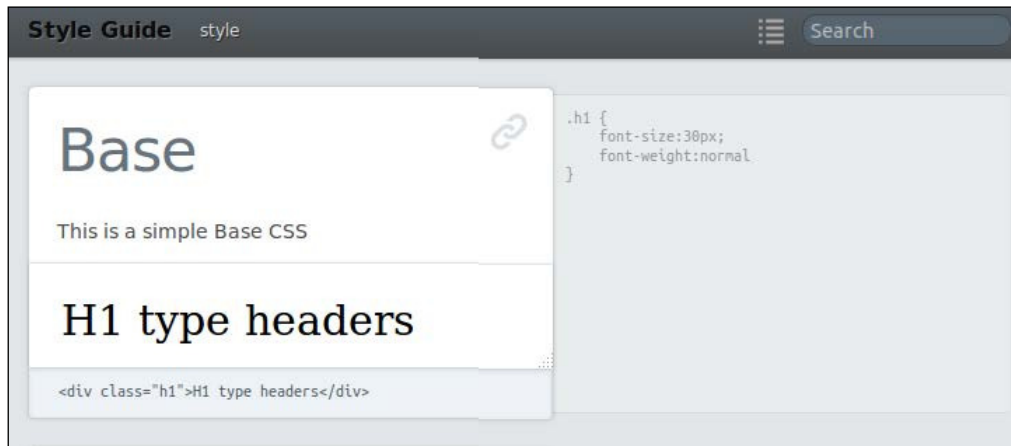 Style Guide style Search
Base
This is a simple Base CSS
H1 type headers
<div class="h1">H1 type headers</div>
.h1 {
    font-size:30px;
    font-weight:normal
}